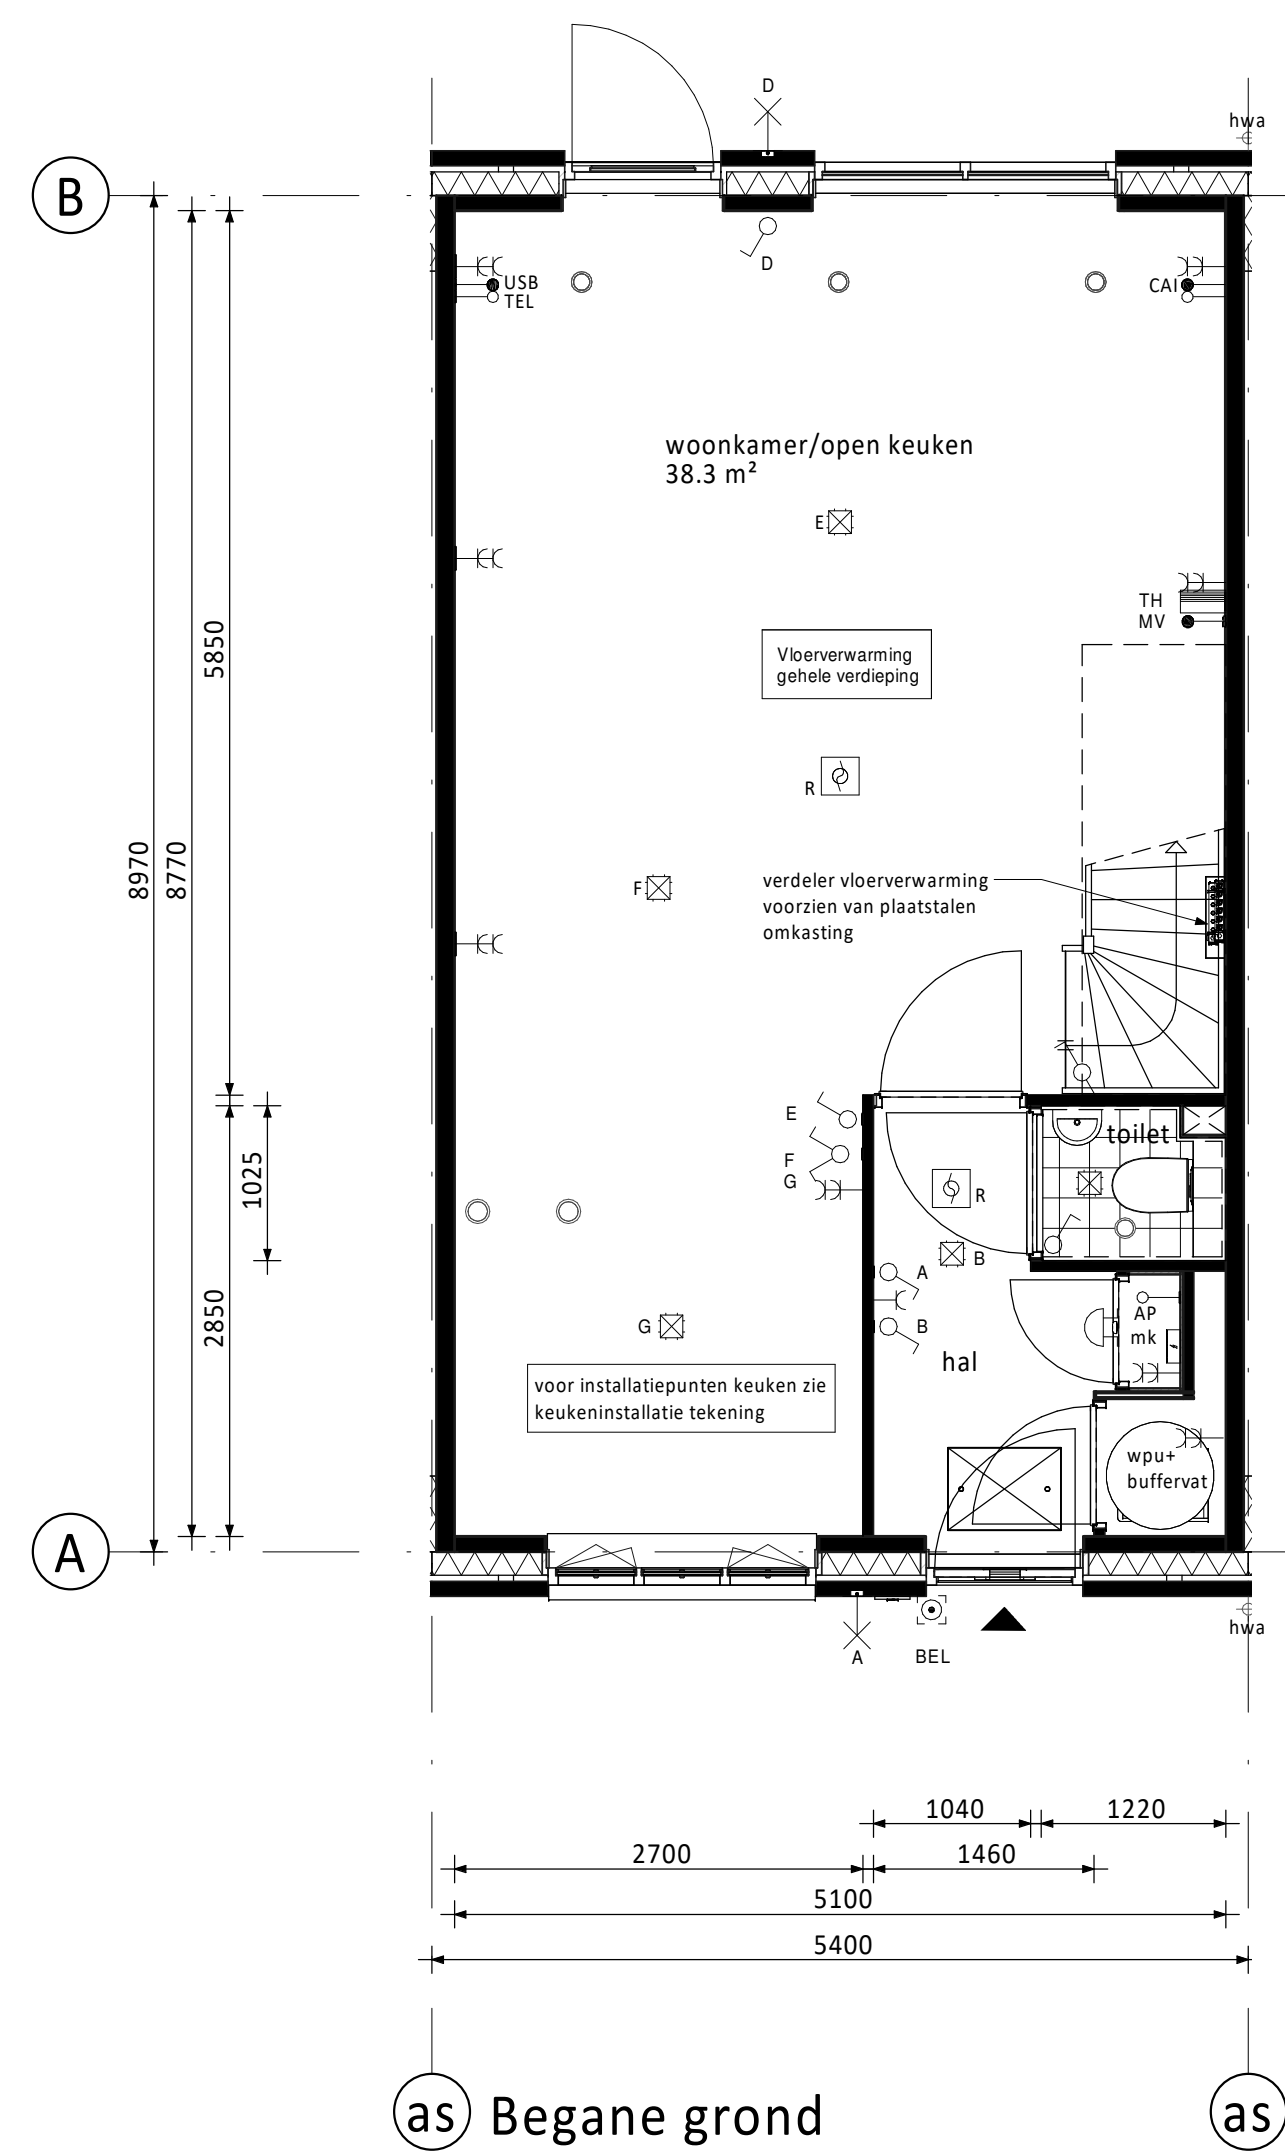 D
hwa
B
D
USB
TEL
CAI
woonkamer/open keuken
38.3 m²
E
TH
MV
Vloerverwarming
gehele verdieping
5850
R
8970
8770
F
verdeler vloerverwarming
voorzien van plaatstalen
omkasting
E
F
G
toilet
1025
R
B
A
B
2850
G
AP
mk
hal
voor installatiepunten keuken zie
keukeninstallatie tekening
wpu+
buffervat
A
hwa
A
BEL
1040
1220
2700
1460
5100
5400
as
Begane grond
as